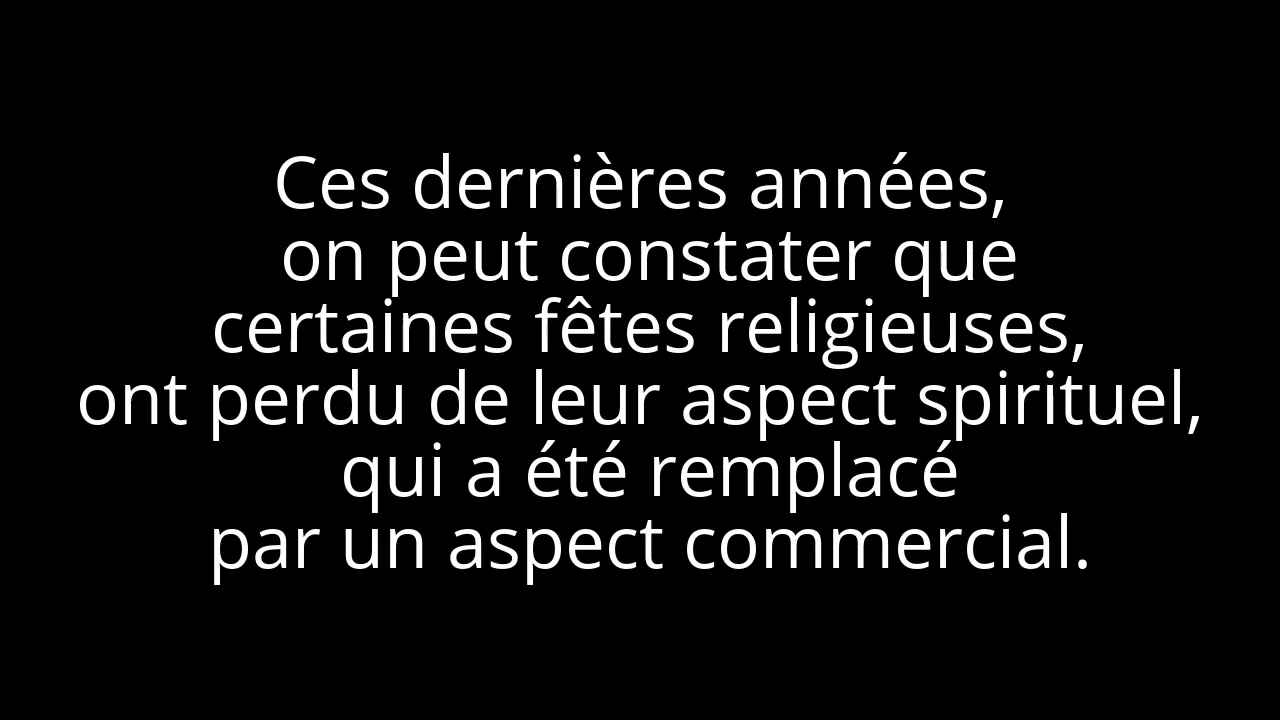 Ces dernières années,
on peut constater que
certaines fêtes religieuses,
ont perdu de leur aspect spirituel,
qui a été remplacé
par un aspect commercial.